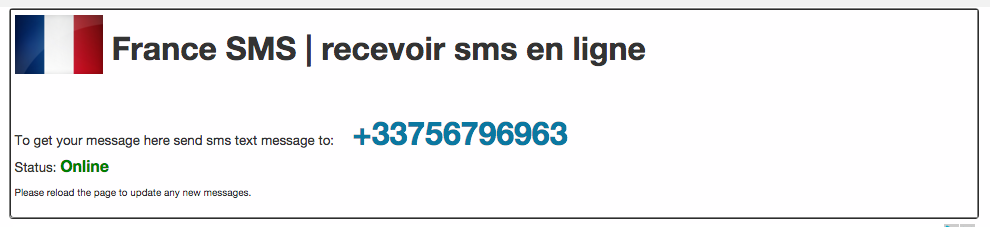 France SMS | recevoir sms en ligne
To get your message here send sms text message to: +33756796963
Status: Online
Please reload the page to update any new messages.